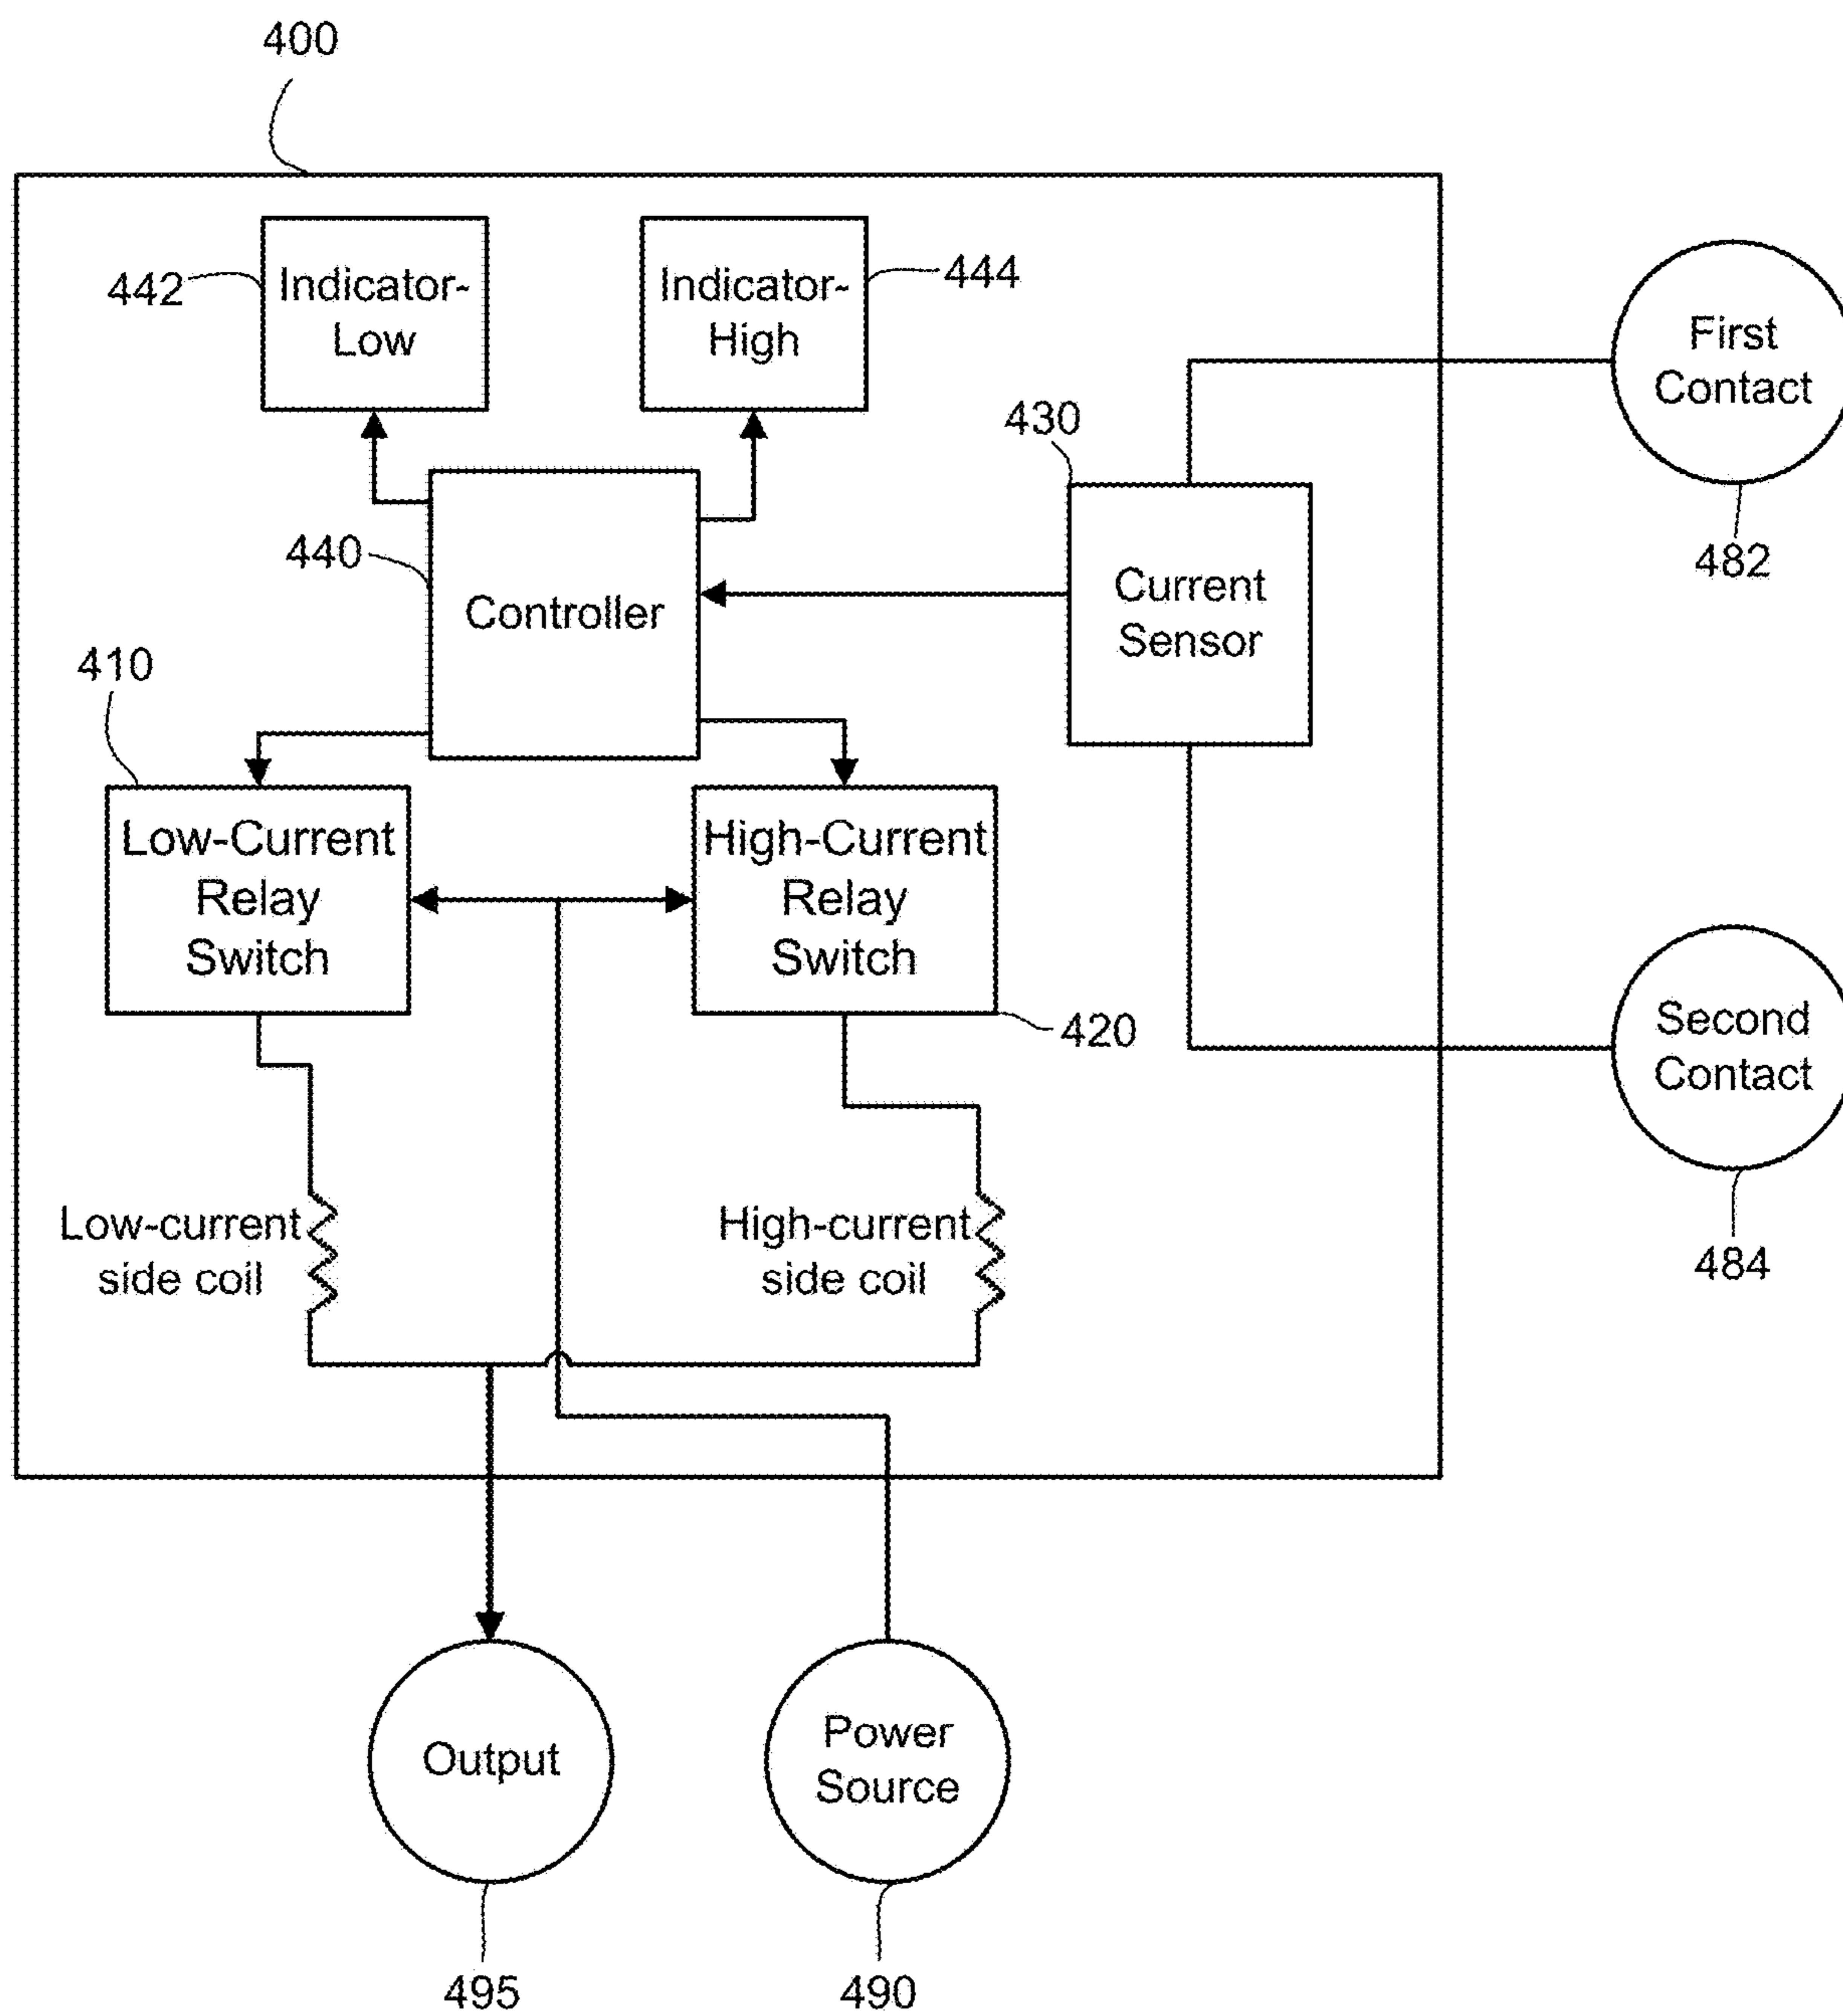 400
442
Indicator-
Low
Indicator-
High
444
First
Contact
482
430
440
Controller
Current
Sensor
410
Low-Current
Relay
Switch
High-Current
Relay
Switch
420
Second
Contact
484
Low-current
side coil
High-current
side coil
Output
Power
Source
495
490